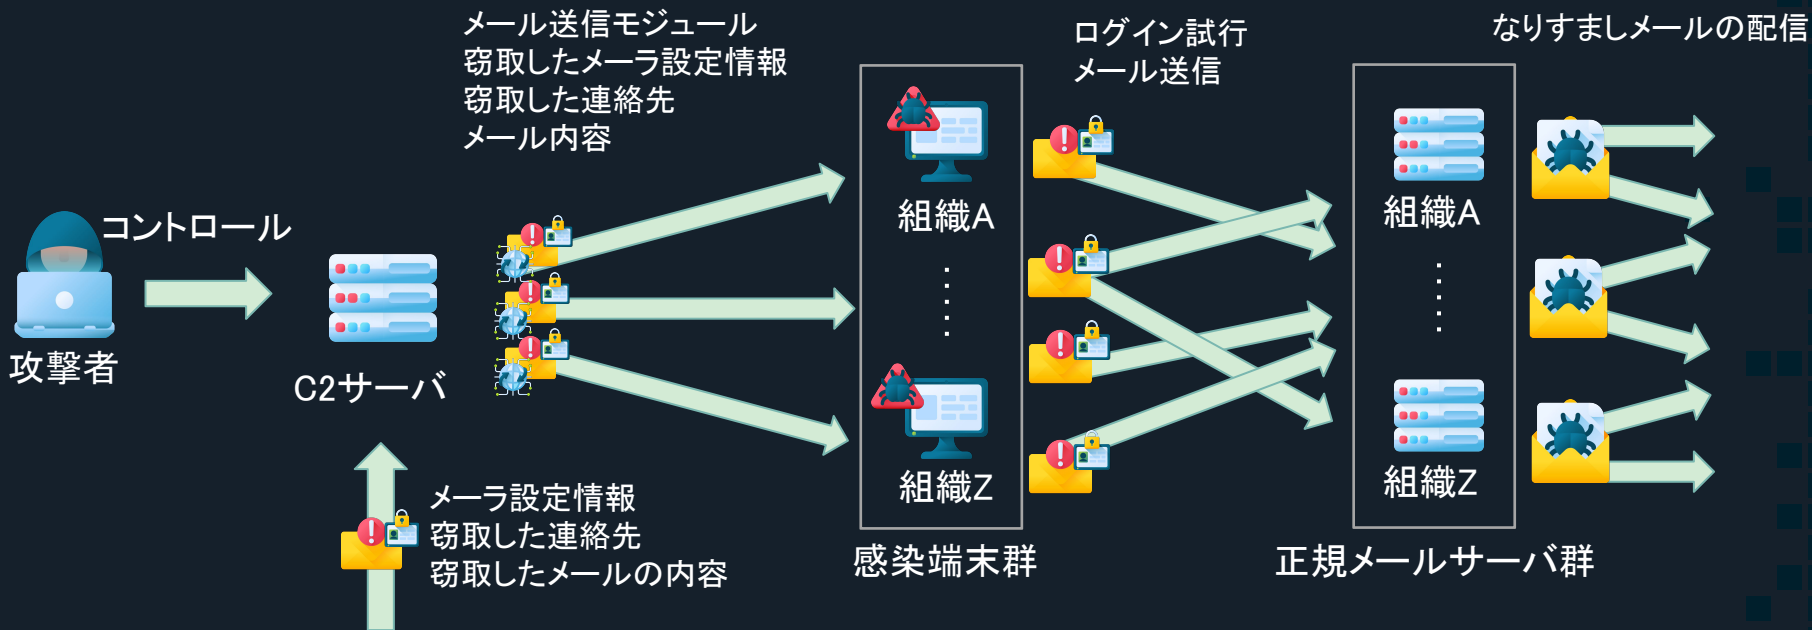 メール送信モジュール
窃取したメーラ設定情報
窃取した連絡先
メール内容
ログイン試行
メール送信
なりすましメールの配信
コントロール
攻撃者
C2サーバ
メーラ設定情報
窃取した連絡先
窃取したメールの内容
組織A
組織Z
感染端末群
組織A
組織Z
正規メールサーバ群